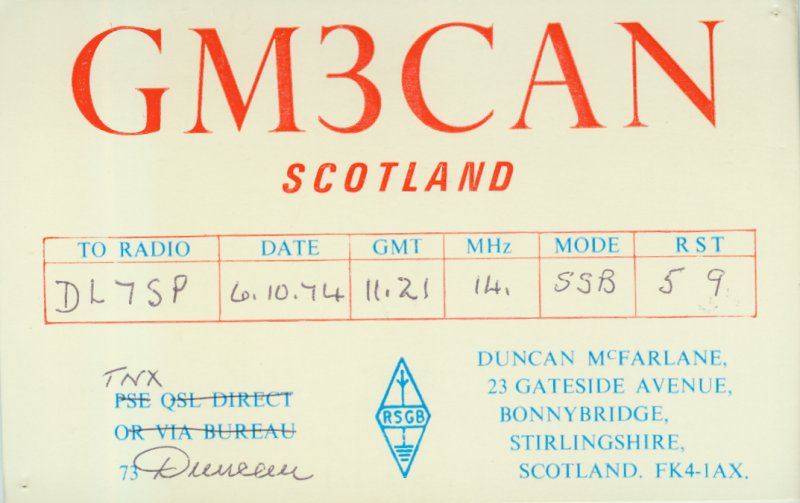 GM3CAN
SCOTLAND
TO RADIO DATE GMT MHz MODE RST
DL7SP 6.10.74 11.21 14. SSB 5 9
TNX
PSE QSL DIRECT
OR VIA BUREAU
73 Duncan
RSGB
DUNCAN McFARLANE,
23 GATESIDE AVENUE,
BONNYBRIDGE,
STIRLINGSHIRE,
SCOTLAND. FK4-1AX.